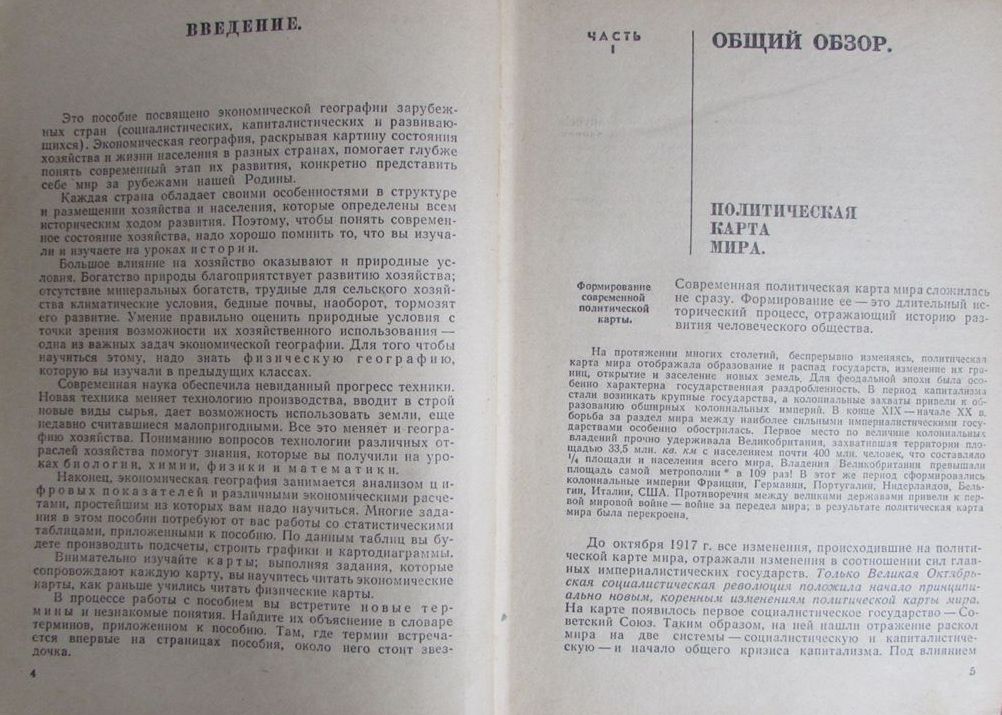 ВВЕДЕНИЕ.
Это пособие посвящено экономической географии зарубеж-
ных стран (социалистических, капиталистических и развиваю-
щихся). Экономическая география, раскрывая картину состояния
хозяйства и жизни населения в разных странах, помогает глубже
понять современный этап их развития, конкретно представить
себе мир за рубежами нашей Родины.
Каждая страна обладает своими особенностями в структуре
и размещении хозяйства и населения, которые определены всем
историческим ходом развития. Поэтому, чтобы понять современ-
ное состояние хозяйства, надо хорошо помнить то, что вы изуча-
ли и изучаете на уроках истории.
Большое влияние на хозяйство оказывают и природные ус-
ловия. Богатство природы благоприятствует развитию хозяйства;
отсутствие минеральных богатств, трудные для сельского хозяй-
ства климатические условия, бедные почвы, наоборот, тормозят
его развитие. Умение правильно оценить природные условия с
точки зрения возможности их хозяйственного использования —
одна из важных задач экономической географии. Для того чтобы
научиться этому, надо знать физическую географию,
которую вы изучали в предыдущих классах.
Современная наука обеспечила невиданный прогресс техники.
Новая техника меняет технологию производства, вводит в строй
новые виды сырья, дает возможность использовать земли, еще
недавно считавшиеся малопригодными. Все это меняет и геогра-
фию хозяйства. Пониманию вопросов технологии различных от-
раслей хозяйства помогут знания, которые вы получили на уро-
ках биологии, химии, физики и математики.
Наконец, экономическая география занимается анализом ци-
фровых показателей и различными экономическими расче-
тами, простейшим из которых вам надо научиться. Многие зада-
ния в этом пособии потребуют от вас работы со статистическими
таблицами, приложенными к пособию. По данным таблиц вы бу-
дете производить подсчеты, строить графики и картодиаграммы.
Внимательно изучайте карты; выполняя задания, которые
сопровождают каждую карту, вы научитесь читать экономические
карты, как раньше учились читать физические карты.
В процессе работы с пособием вы встретите новые тер-
мины и незнакомые понятия. Найдите их объяснение в словаре
терминов, приложенном к пособию. Там, где термин встреча-
ется впервые на страницах пособия, около него стоит звез-
дочка.
4
ЧАСТЬ
I
ОБЩИЙ ОБЗОР.
ПОЛИТИЧЕСКАЯ
КАРТА
МИРА.
Формирование
современной
политической
карты.
Современная политическая карта мира сложилась
не сразу. Формирование ее — это длительный ис-
торический процесс, отражающий историю раз-
вития человеческого общества.
На протяжении многих столетий, беспрерывно изменяясь, политическая
карта мира отображала образование и распад государств, изменение их гра-
ниц, открытие и заселение новых земель. Для феодальной эпохи была осо-
бенно характерна государственная раздробленность. В период капитализма
стали возникать крупные государства, а колониальные захваты привели к об-
разованию обширных колониальных империй. В конце XIX — начале XX в.
борьба за раздел мира между наиболее сильными империалистическими госу-
дарствами особенно обострилась. Первое место по величине колониальных
владений прочно удерживала Великобритания, захватившая территории пло-
щадью 33,5 млн. кв. км с населением почти 400 млн. человек, что составляло
1/4 площади и населения всего мира. Владения Великобритании превышали
площадь самой метрополии * в 109 раз! В этот же период сформировались
колониальные империи Франции, Германии, Португалии, Нидерландов, Бель-
гии, Италии, США. Противоречия между великими державами привели к пер-
вой мировой войне — войне за передел мира; в результате политическая карта
мира была перекроена.
До октября 1917 г. все изменения, происходившие на полити-
ческой карте мира, отражали изменения в соотношении сил глав-
ных империалистических государств. Только Великая Октябрь-
ская социалистическая революция положила начало принципи-
ально новым, коренным изменениям политической карты мира.
На карте появилось первое социалистическое государство — Со-
ветский Союз. Таким образом, на ней нашли отражение раскол
мира на две системы — социалистическую и капиталистиче-
скую — и начало общего кризиса капитализма. Под влиянием
5